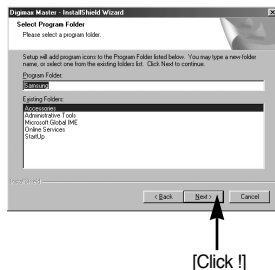 Digimax Master - InstallShield Wizard
Select Program Folder
Please select a program folder.
Setup will add program icons to the Program Folder listed below. You may type a new folder
name, or select one from the existing folders list. Click Next to continue.
Program Folder:
Samsung
Existing Folders:
Accessories
Administrative Tools
Microsoft Global IME
Online Services
StartUp
InstallShield
< Back
Next >
Cancel
[Click !]